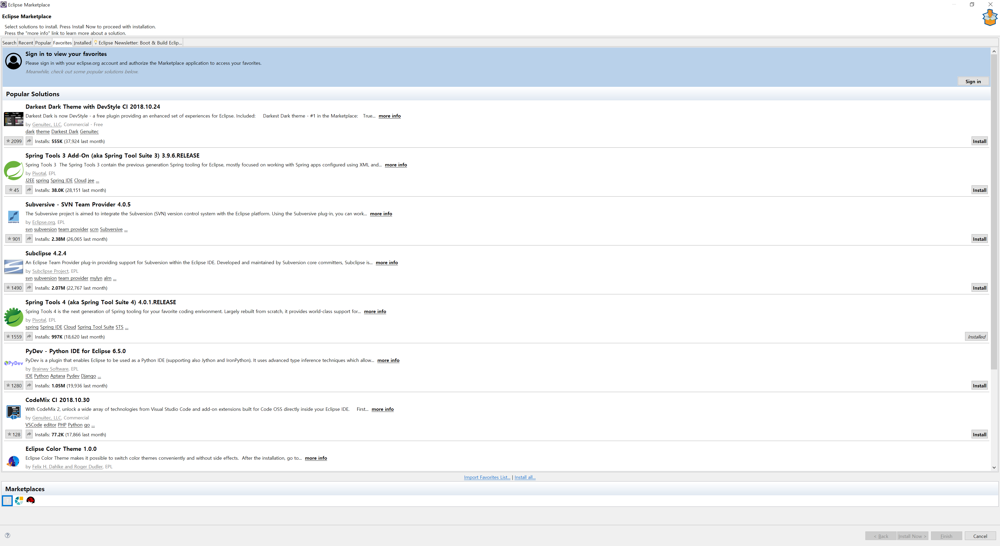 Eclipse Marketplace
Eclipse Marketplace
Select solutions to install. Press Install Now to proceed with installation.
Press the "more info" link to learn more about a solution.
Search Recent Popular Favorites Installed Eclipse Newsletter: Boot & Build Eclip...
Sign in to view your favorites
Please sign in with your eclipse.org account and authorize the Marketplace application to access your favorites.
Meanwhile, check out some popular solutions below.
Sign in
Popular Solutions
Darkest Dark Theme with DevStyle CI 2018.10.24
Darkest Dark is now DevStyle - a free plugin providing an enhanced set of experiences for Eclipse. Included: Darkest Dark theme - #1 in the Marketplace: True... more info
by Genuitec, LLC, Commercial - Free
dark theme Darkest Dark Genuitec
2099 Installs: 555K (37,924 last month) Install
Spring Tools 3 Add-On (aka Spring Tool Suite 3) 3.9.6.RELEASE
Spring Tools 3 The Spring Tools 3 contain the previous generation Spring tooling for Eclipse, mostly focused on working with Spring apps configured using XML and... more info
by Pivotal, EPL
J2EE spring Spring IDE Cloud jee ...
45 Installs: 38.0K (28,151 last month) Install
Subversive - SVN Team Provider 4.0.5
The Subversive project is aimed to integrate the Subversion (SVN) version control system with the Eclipse platform. Using the Subversive plug-in, you can work... more info
SUBVERSIVE
by Eclipse.org, EPL
svn subversion team provider scm Subversive ...
901 Installs: 2.38M (26,065 last month) Install
Subclipse 4.2.4
An Eclipse Team Provider plug-in providing support for Subversion within the Eclipse IDE. Developed and maintained by Subversion core committers, Subclipse is... more info
by Subclipse Project, EPL
svn subversion team provider mylyn alm ...
1490 Installs: 2.07M (22,767 last month) Install
Spring Tools 4 (aka Spring Tool Suite 4) 4.0.1.RELEASE
Spring Tools 4 is the next generation of Spring tooling for your favorite coding enrivonment. Largely rebuilt from scratch, it provides world-class support for... more info
by Pivotal, EPL
spring Spring IDE Cloud Spring Tool Suite STS ...
1559 Installs: 997K (18,620 last month) Installed
PyDev - Python IDE for Eclipse 6.5.0
PyDev PyDev is a plugin that enables Eclipse to be used as a Python IDE (supporting also Jython and IronPython). It uses advanced type inference techniques which allow... more info
by Brainwy Software, EPL
IDE Python Aptana Pydev Django ...
1280 Installs: 1.05M (19,936 last month) Install
CodeMix CI 2018.10.30
With CodeMix 2, unlock a wide array of technologies from Visual Studio Code and add-on extensions built for Code OSS directly inside your Eclipse IDE. First... more info
by Genuitec, LLC, Commercial
VSCode editor PHP Python go ...
128 Installs: 77.2K (17,866 last month) Install
Eclipse Color Theme 1.0.0
Eclipse Color Theme makes it possible to switch color themes conveniently and without side effects. After the installation, go to... more info
by Felix H. Dahlke and Roger Dudler, EPL
Import Favorites List... | Install all...
Marketplaces
?
? < Back Install Now > Finish Cancel